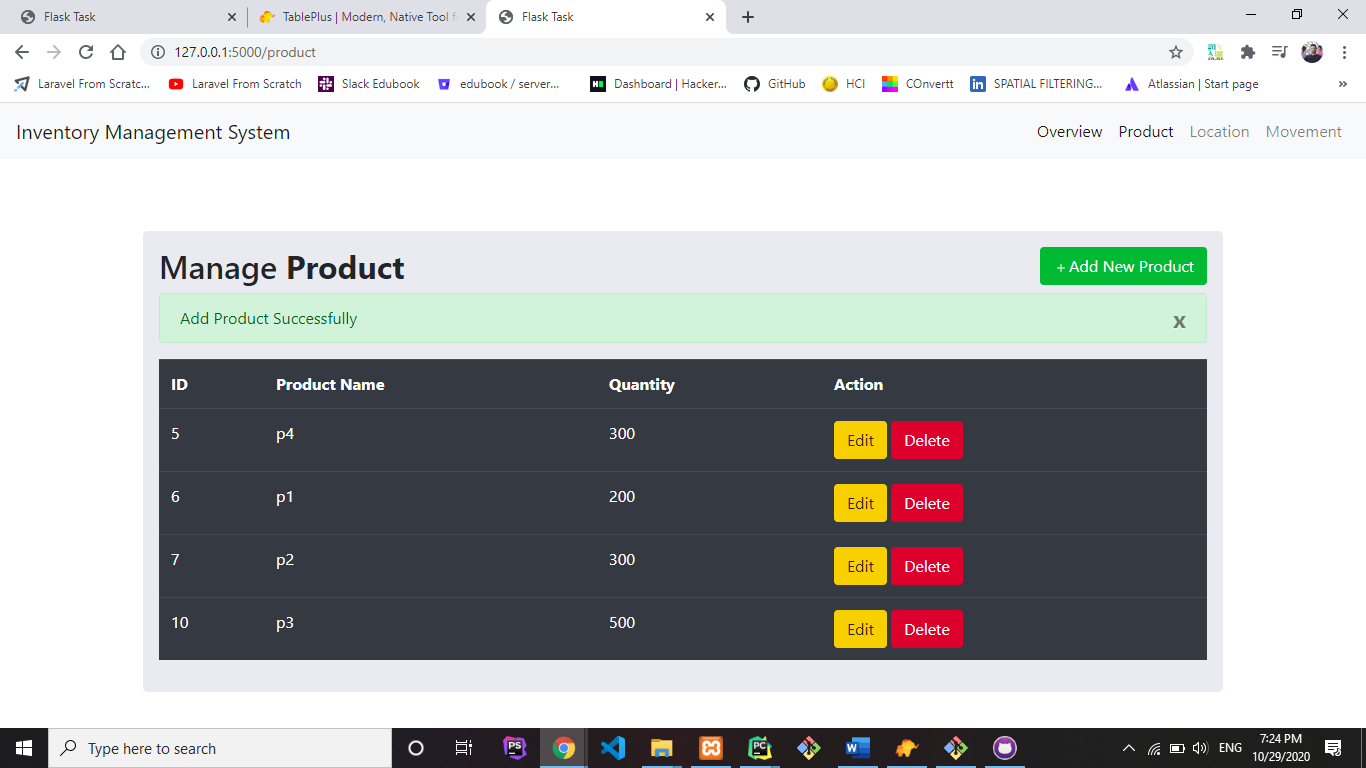 Flask Task
TablePlus | Modern, Native Tool f
Flask Task
127.0.0.1:5000/product
Laravel From Scratc...
Laravel From Scratch
Slack Edubook
edubook / server...
Dashboard | Hacker...
GitHub
HCI
COnvertt
SPATIAL FILTERING...
Atlassian | Start page
»
Inventory Management System
Overview Product Location Movement
Manage Product
+ Add New Product
Add Product Successfully
x
ID Product Name Quantity Action
5 p4 300 Edit Delete
6 p1 200 Edit Delete
7 p2 300 Edit Delete
10 p3 500 Edit Delete
Type here to search
PS
PC
W
ENG
7:24 PM
10/29/2020